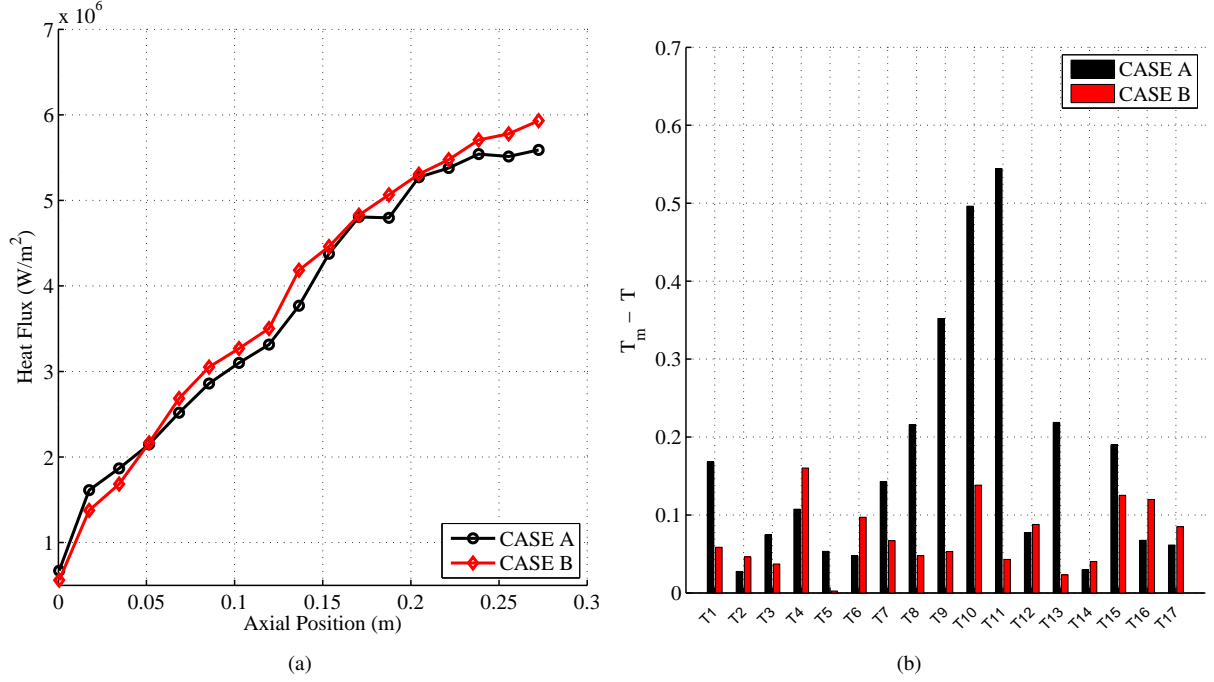 x 10^6
7
6
5
4
3
2
1
Heat Flux (W/m^2)
0
0.05
0.1
0.15
0.2
0.25
0.3
Axial Position (m)
CASE A
CASE B
(a)
0.7
0.6
0.5
0.4
0.3
0.2
0.1
0
T_m − T
CASE A
CASE B
T1
T2
T3
T4
T5
T6
T7
T8
T9
T10
T11
T12
T13
T14
T15
T16
T17
(b)